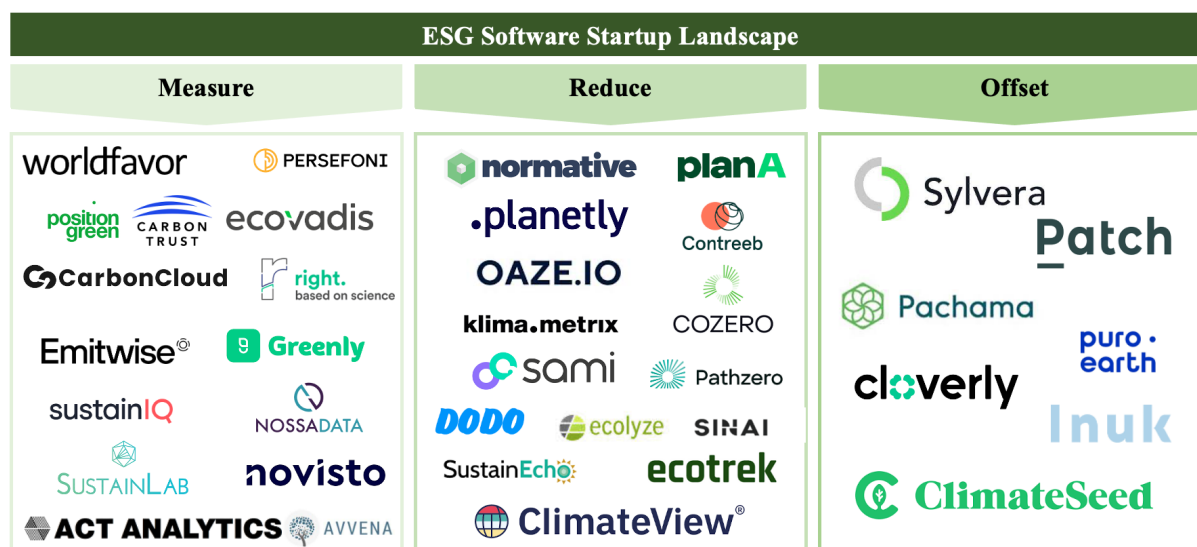 ESG Software Startup Landscape
Measure
worldfavor
PERSEFONI
position
green
CARBON
TRUST
ecovadis
CarbonCloud
right.
based on science
Emitwise
g Greenly
sustainIQ
NOSSADATA
SUSTAINLAB
novisto
ACT ANALYTICS
AVVENA
Reduce
normative
planA
.planetly
Contreeb
OAZE.IO
klima.metrix
COZERO
sami
Pathzero
DODO
ecolyze
SINAI
SustainEcho
ecotrek
ClimateView®
Offset
Sylvera
Patch
Pachama
puro·
earth
cloverly
Inuk
ClimateSeed